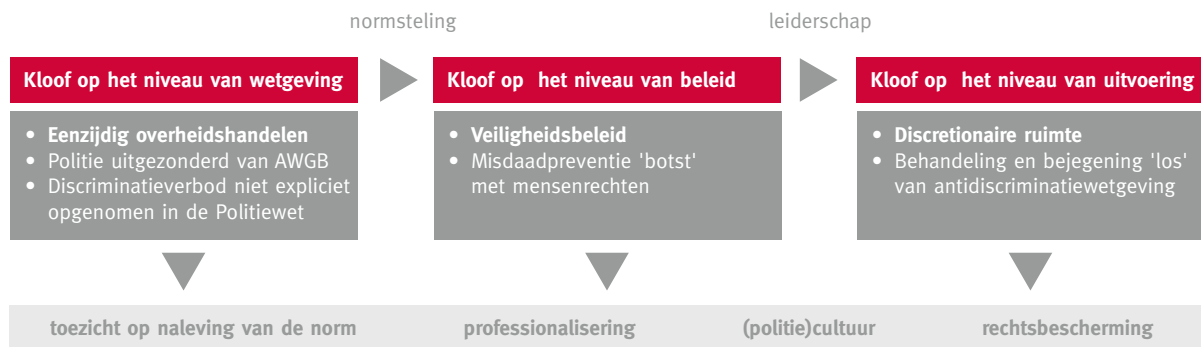 normsteling
leiderschap
Kloof op het niveau van wetgeving
• Eenzijdig overheidshandelen
• Politie uitgezonderd van AWGB
• Discriminatieverbod niet expliciet
opgenomen in de Politiewet
Kloof op het niveau van beleid
• Veiligheidsbeleid
• Misdaadpreventie 'botst'
met mensenrechten
Kloof op het niveau van uitvoering
• Discretionaire ruimte
• Behandeling en bejegening 'los'
van antidiscriminatiewetgeving
toezicht op naleving van de norm
professionalisering
(politie)cultuur
rechtsbescherming